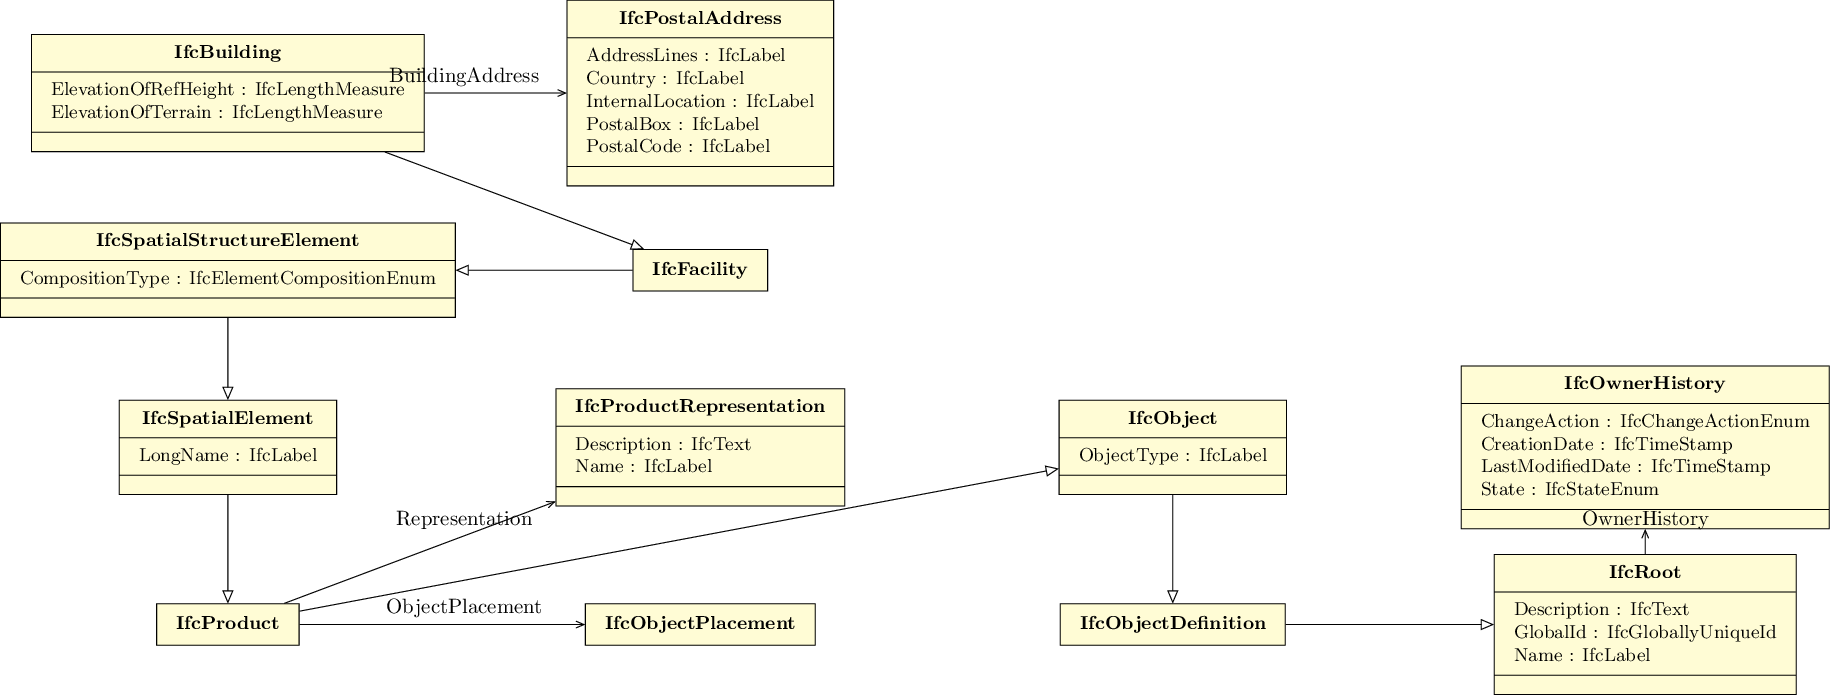 IfcBuilding
ElevationOfRefHeight : IfcLengthMeasure
ElevationOfTerrain : IfcLengthMeasure
BuildingAddress
IfcPostalAddress
AddressLines : IfcLabel
Country : IfcLabel
InternalLocation : IfcLabel
PostalBox : IfcLabel
PostalCode : IfcLabel
IfcSpatialStructureElement
CompositionType : IfcElementCompositionEnum
IfcFacility
IfcSpatialElement
LongName : IfcLabel
IfcProductRepresentation
Description : IfcText
Name : IfcLabel
IfcObject
ObjectType : IfcLabel
IfcOwnerHistory
ChangeAction : IfcChangeActionEnum
CreationDate : IfcTimeStamp
LastModifiedDate : IfcTimeStamp
State : IfcStateEnum
OwnerHistory
Representation
IfcProduct
ObjectPlacement
IfcObjectPlacement
IfcObjectDefinition
IfcRoot
Description : IfcText
GlobalId : IfcGloballyUniqueId
Name : IfcLabel